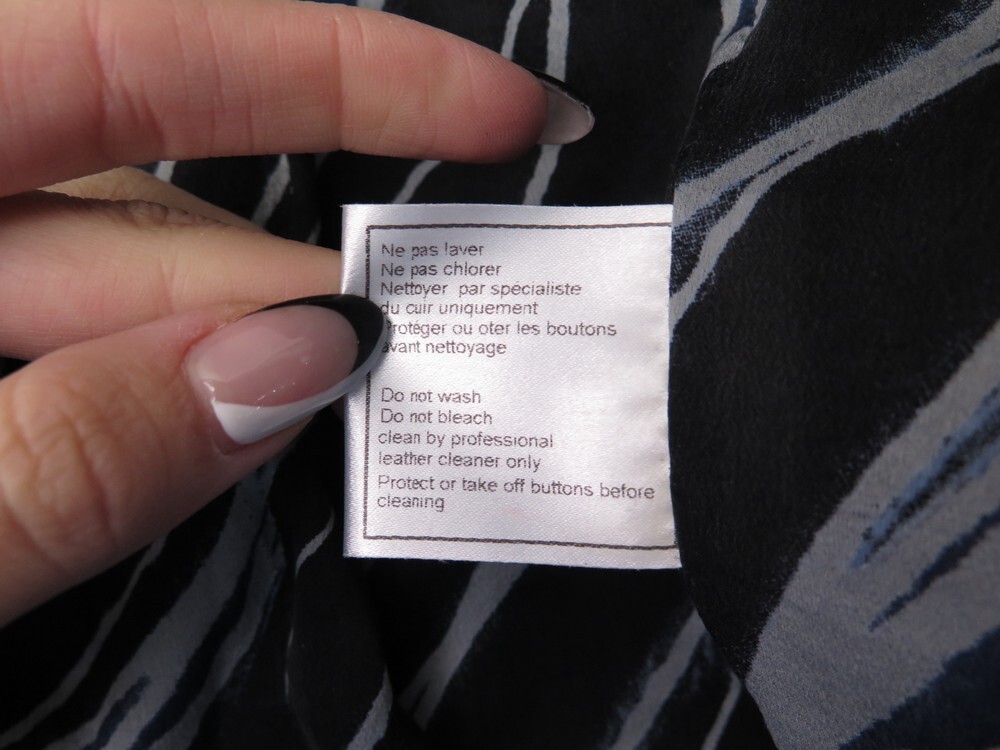 Ne pas laver
Ne pas chlorer
Nettoyer par spécialiste
du cuir uniquement
Protéger ou oter les boutons
avant nettoyage
Do not wash
Do not bleach
clean by professional
leather cleaner only
Protect or take off buttons before
cleaning